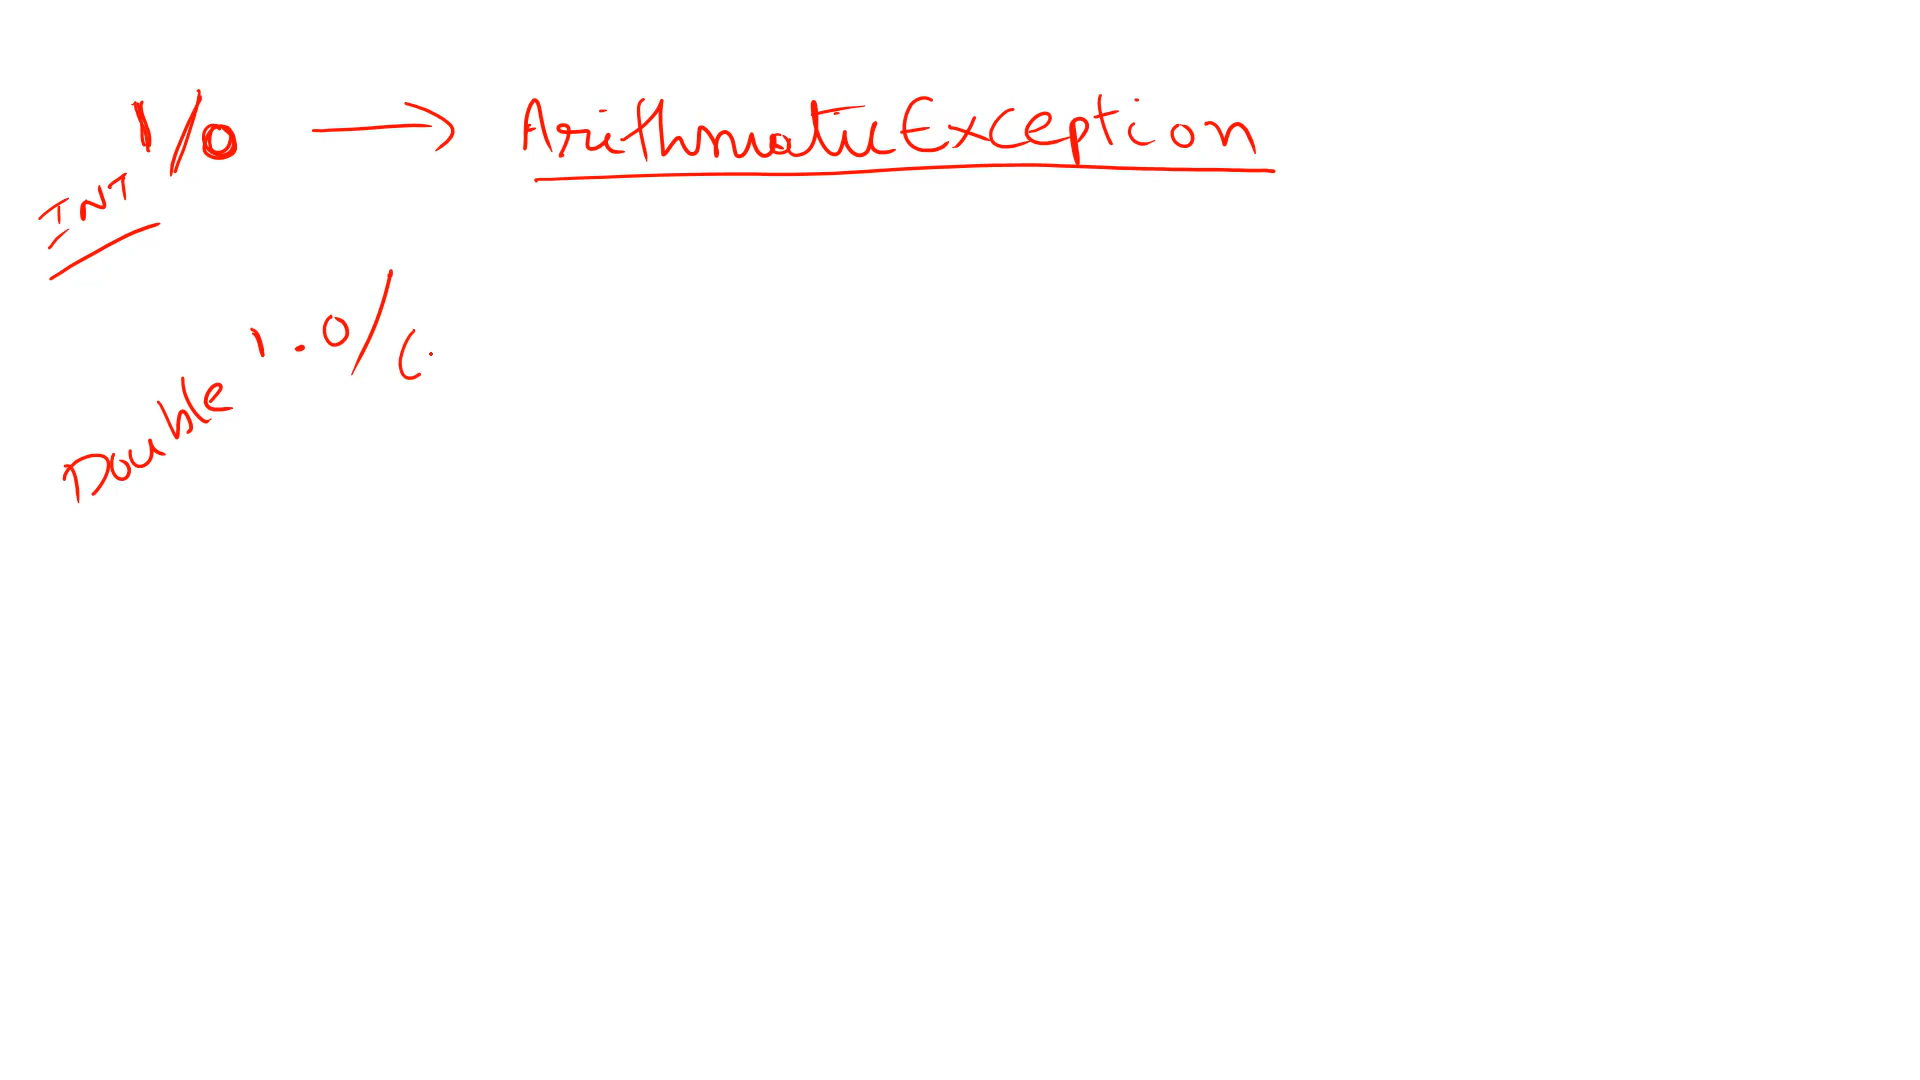 1/0 → ArithmaticException
INT
1.0/
Double